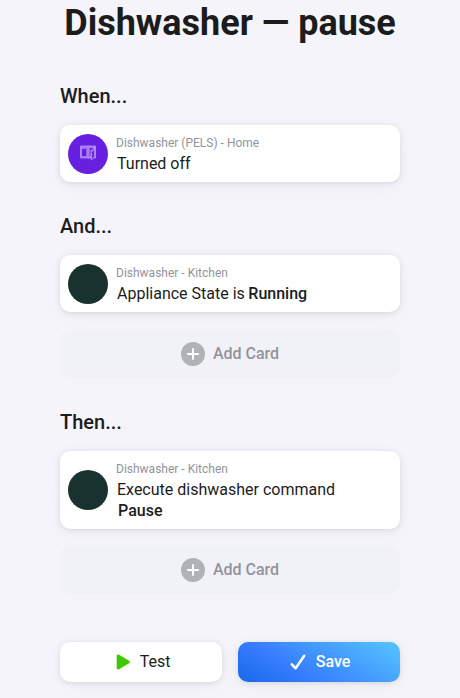 Dishwasher — pause
When...
Dishwasher (PELS) - Home
Turned off
And...
Dishwasher - Kitchen
Appliance State is Running
Add Card
Then...
Dishwasher - Kitchen
Execute dishwasher command
Pause
Add Card
Test
Save